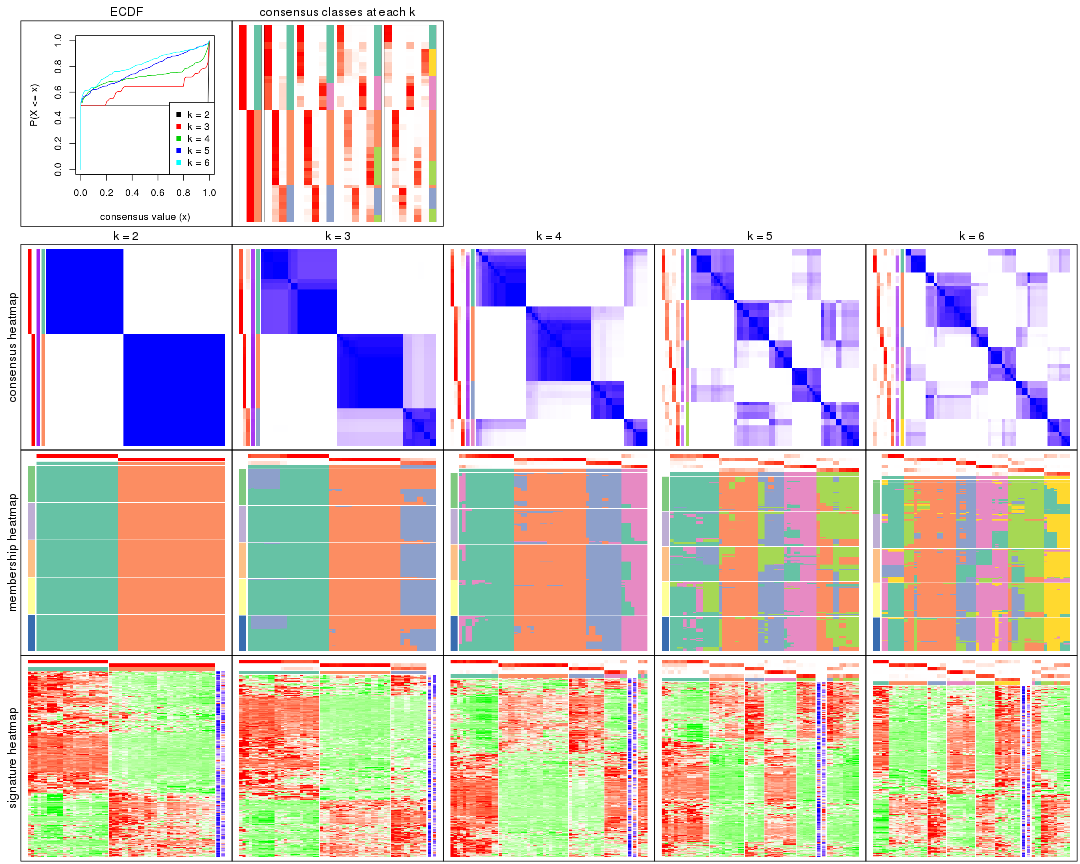 ECDF
consensus classes at each k
P(X <= x)
0.0 0.2 0.4 0.6 0.8 1.0
k = 2
k = 3
k = 4
k = 5
k = 6
0.0 0.2 0.4 0.6 0.8 1.0
consensus value (x)
k = 2
k = 3
k = 4
k = 5
k = 6
consensus heatmap
membership heatmap
signature heatmap